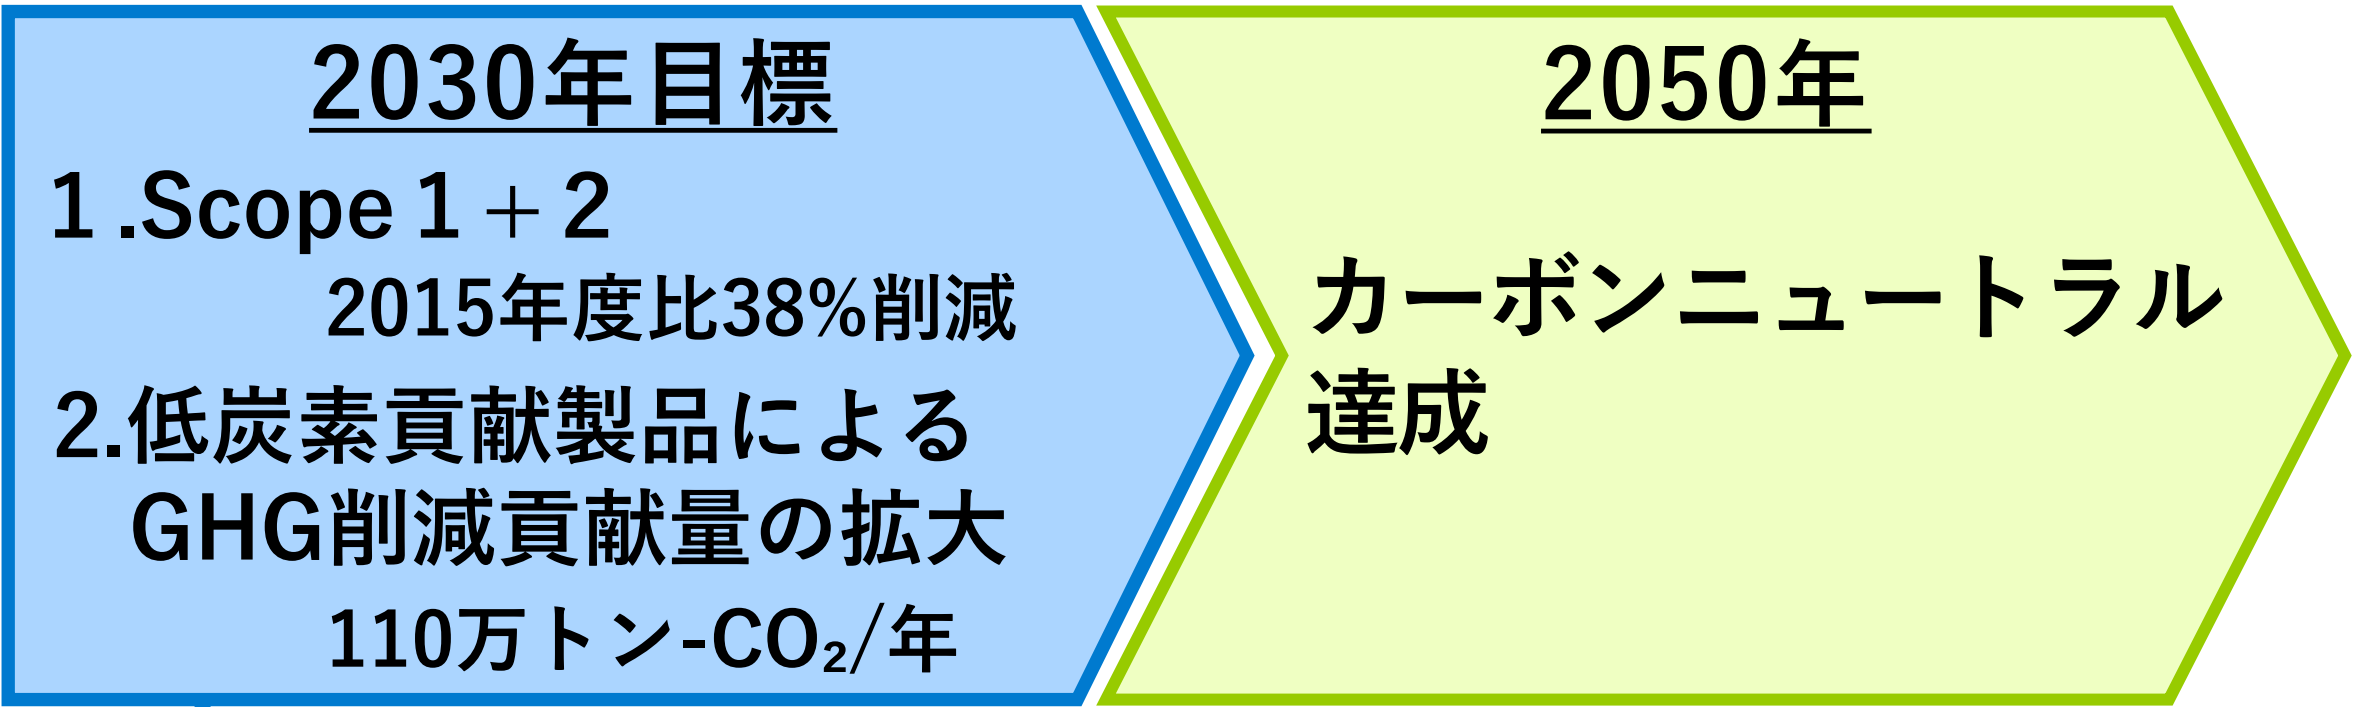 2030年目標
1.Scope1+2
2015年度比38%削減
2.低炭素貢献製品による
GHG削減貢献量の拡大
110万トン-CO₂/年
2050年
カーボンニュートラル
達成